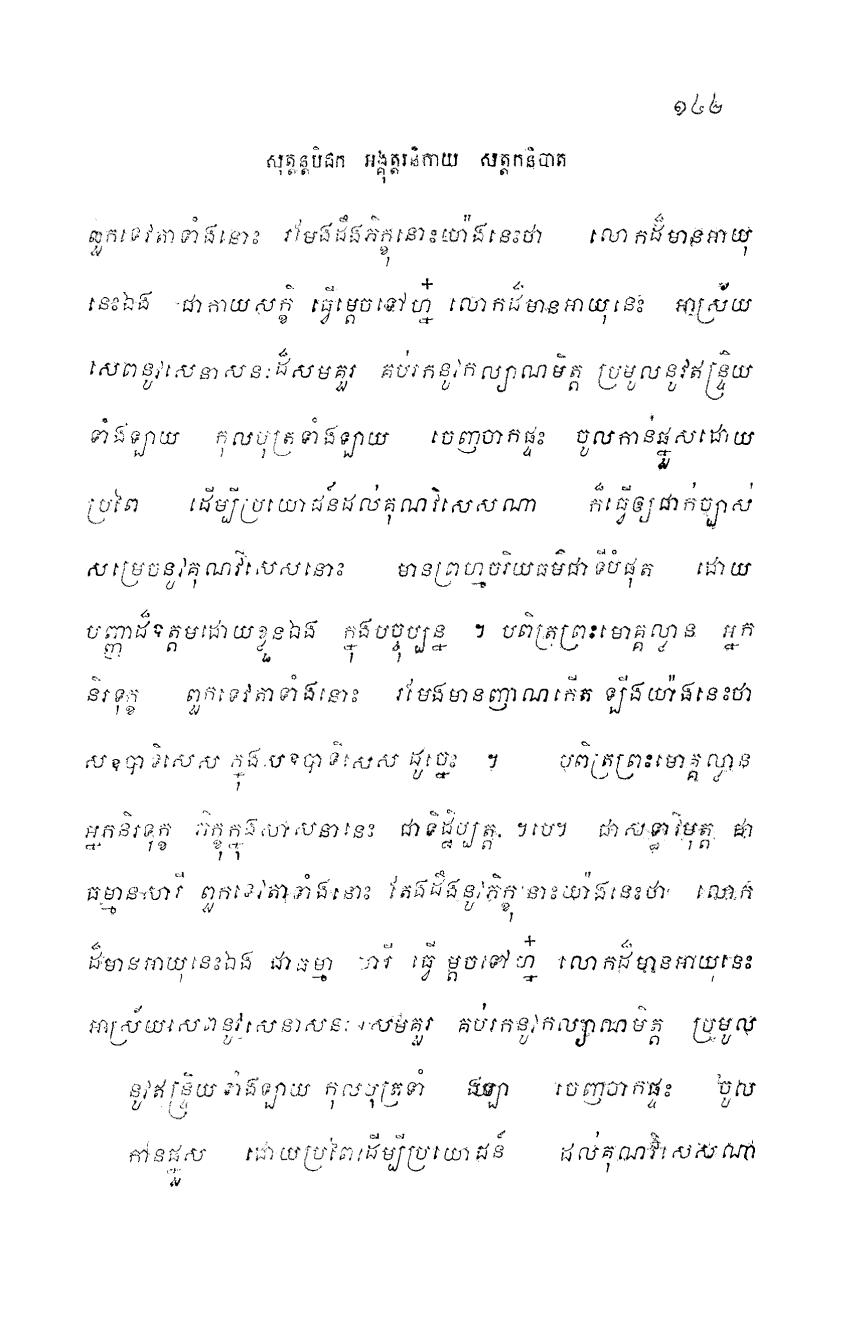 ១៤២
សុត្តន្តបិដក អង្គុត្តរនិកាយ សត្តកនិបាត
ពួកទេវតាទាំងនោះ រមែងដឹងភិក្ខុនោះយ៉ាងនេះថា លោកដ៏មានអាយុ
នេះឯង ជាកាយសក្ខិ ធ្វើម្តេចទៅហ្ន៎ លោកដ៏មានអាយុនេះ អាស្រ័យ
សេពនូវសេនាសនៈដ៏សមគួរ គប់រកនូវកល្យាណមិត្ត ប្រមូលនូវឥន្ទ្រិយ
ទាំងឡាយ កុលបុត្រទាំងឡាយ ចេញចាកផ្ទះ ចូលកាន់ផ្នួសដោយ
ប្រពៃ ដើម្បីប្រយោជន៍ដល់គុណវិសេសណា ក៏ធ្វើឲ្យជាក់ច្បាស់
សម្រេចនូវគុណវិសេសនោះ មានព្រហ្មចរិយធម៌ជាទីបំផុត ដោយ
បញ្ញាដ៏ឧត្តមដោយខ្លួនឯង ក្នុងបច្ចុប្បន្ន ។ បពិត្រព្រះមោគ្គល្លាន អ្នក
និរទុក្ខ ពួកទេវតាទាំងនោះ រមែងមានញាណកើត ឡើងយ៉ាងនេះថា
សឧបាទិសេស ក្នុងសឧបាទិសេស ដូច្នេះ ។ បពិត្រព្រះមោគ្គល្លាន
អ្នកនិរទុក្ខ ភិក្ខុក្នុងសាសនានេះ ជាទិដ្ឋិប្បត្ត ។បេ។ ជាសទ្ធាវិមុត្ត ជា
ធម្មានុសារី ពួកទេវតាទាំងនោះ តែងដឹងនូវភិក្ខុនោះយ៉ាងនេះថា លោក
ដ៏មានអាយុនេះឯង ជាធម្មានុសារី ធ្វើម្តេចទៅហ្ន៎ លោកដ៏មានអាយុនេះ
អាស្រ័យសេពនូវសេនាសនៈ ដ៏សមគួរ គប់រកនូវកល្យាណមិត្ត ប្រមូល
នូវឥន្ទ្រិយទាំងឡាយ កុលបុត្រទាំងឡាយ ចេញចាកផ្ទះ ចូល
កាន់ផ្នួស ដោយប្រពៃដើម្បីប្រយោជន៍ ដល់គុណវិសេសណា